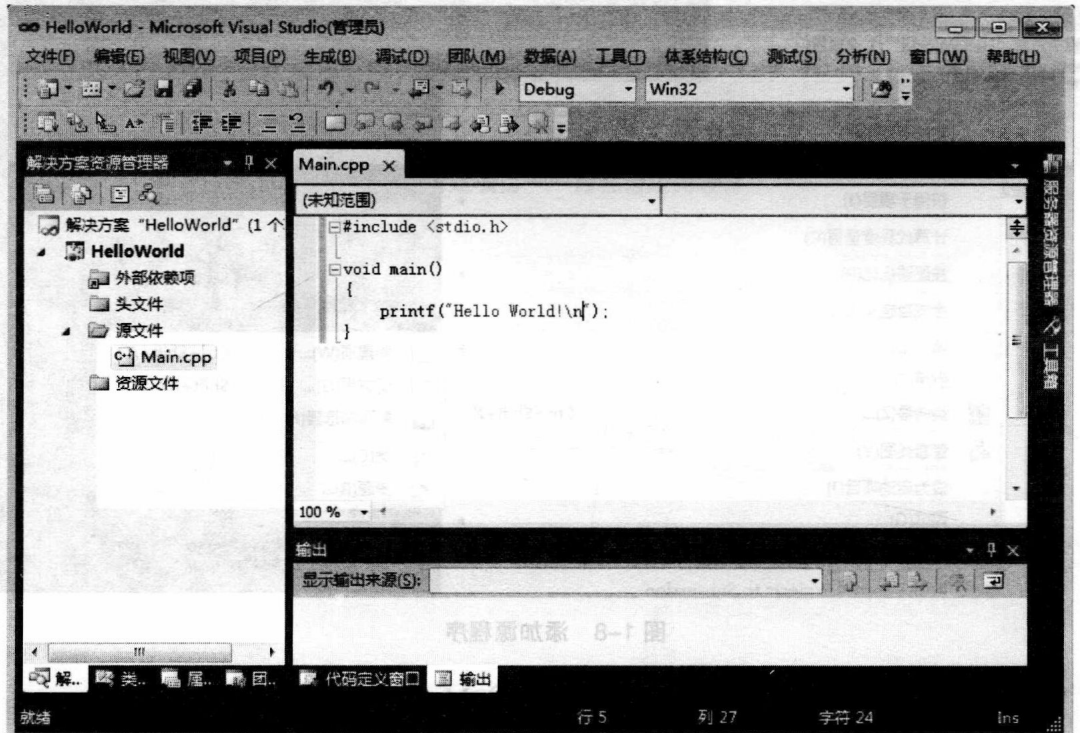 HelloWorld - Microsoft Visual Studio(管理员)
文件(F) 编辑(E) 视图(V) 项目(P) 生成(B) 调试(D) 团队(M) 数据(A) 工具(T) 体系结构(C) 测试(S) 分析(N) 窗口(W) 帮助(H)
Debug Win32
解决方案资源管理器
Main.cpp
服务器资源管理器
工具箱
(未知范围)
解决方案 "HelloWorld" (1 个
HelloWorld
外部依赖项
头文件
源文件
Main.cpp
资源文件
#include <stdio.h>
void main()
{
printf("Hello World!\n");
}
100 %
输出
显示输出来源(S):
图 1-8 添加源程序
解.. 类.. 属.. 团.. 代码定义窗口 输出
就绪 行 5 列 27 字符 24 Ins